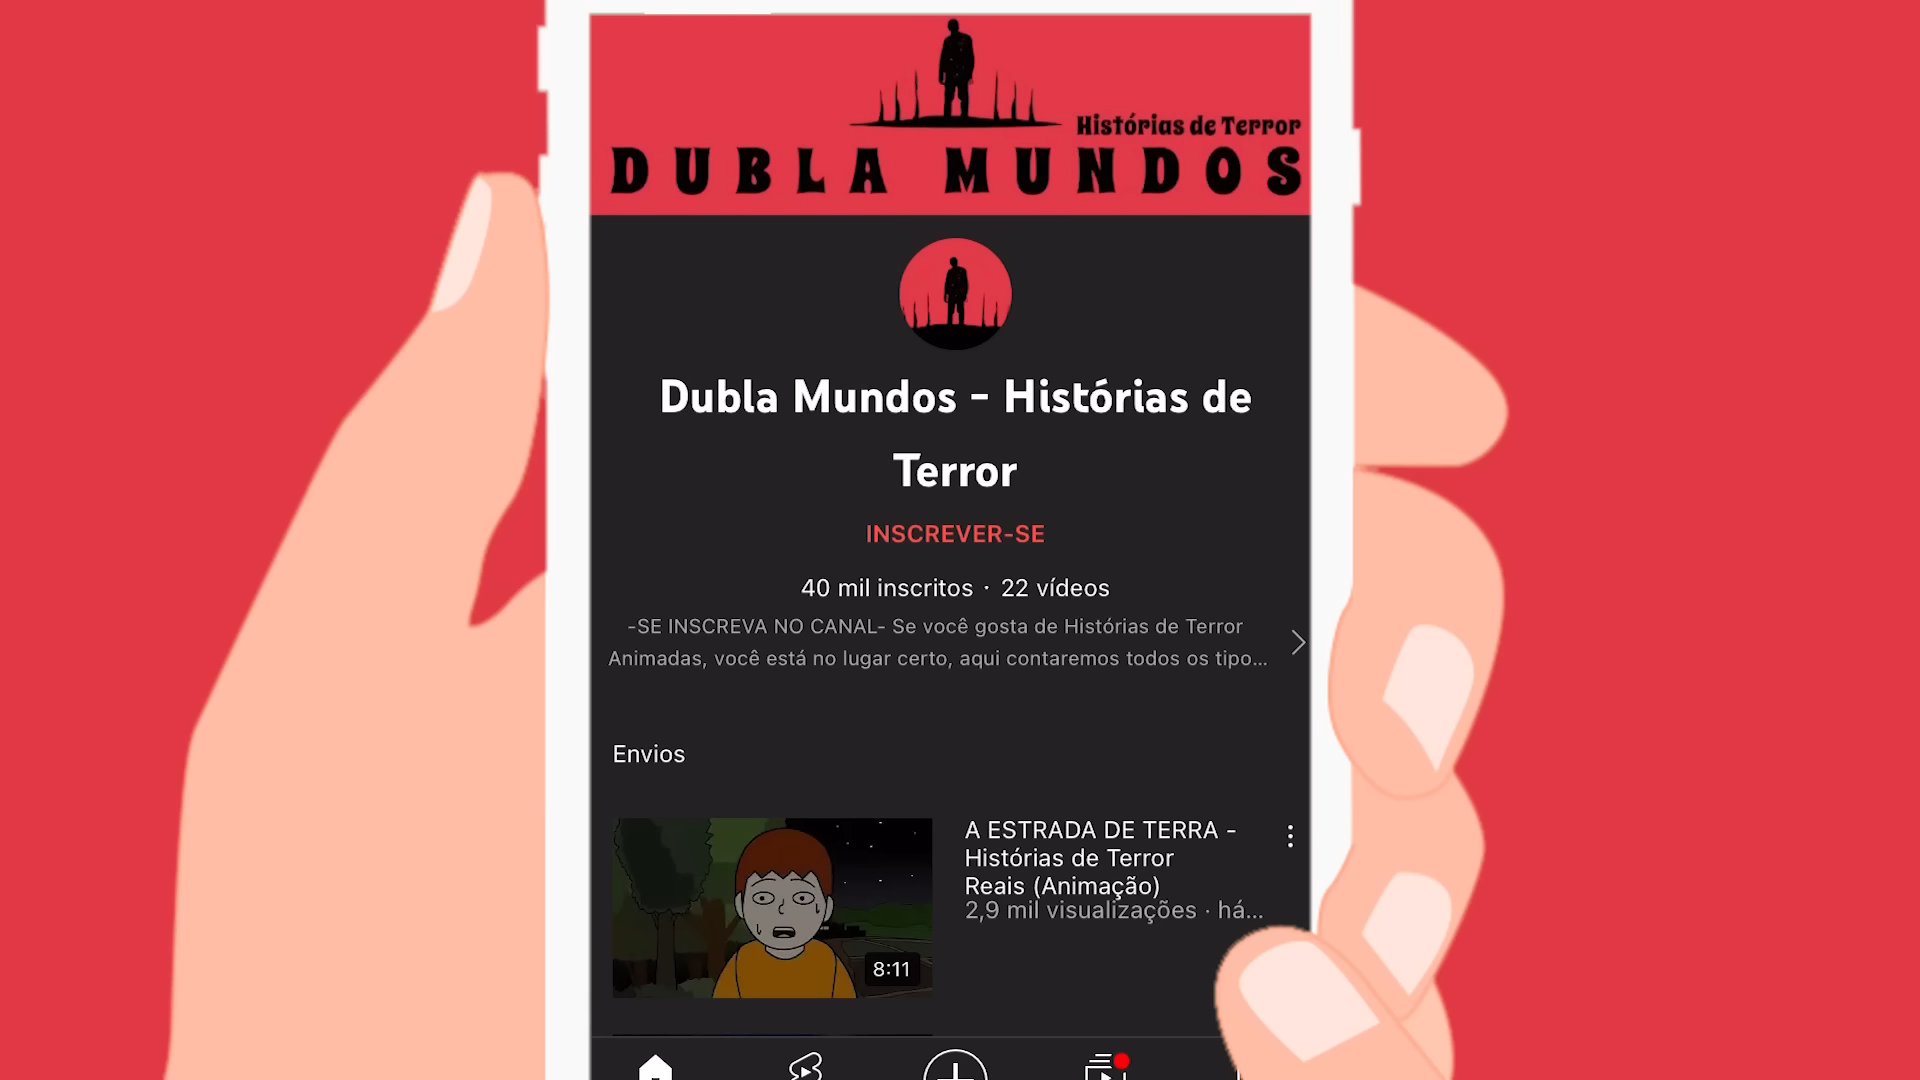 Histórias de Terror
DUBLA MUNDOS
Dubla Mundos - Histórias de
Terror
INSCREVER-SE
40 mil inscritos · 22 vídeos
-SE INSCREVA NO CANAL- Se você gosta de Histórias de Terror
Animadas, você está no lugar certo, aqui contaremos todos os tipo...
Envios
A ESTRADA DE TERRA -
Histórias de Terror
Reais (Animação)
2,9 mil visualizações · há...
8:11